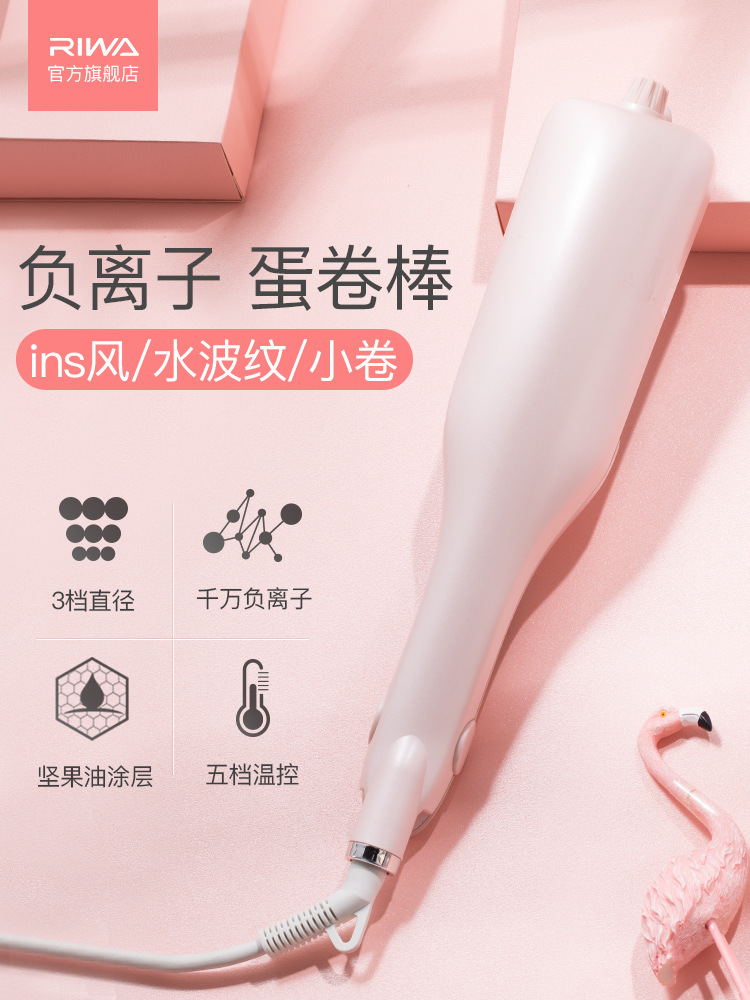 RIWA
官方旗舰店
负离子 蛋卷棒
ins风/水波纹/小卷
3档直径
千万负离子
坚果油涂层
五档温控